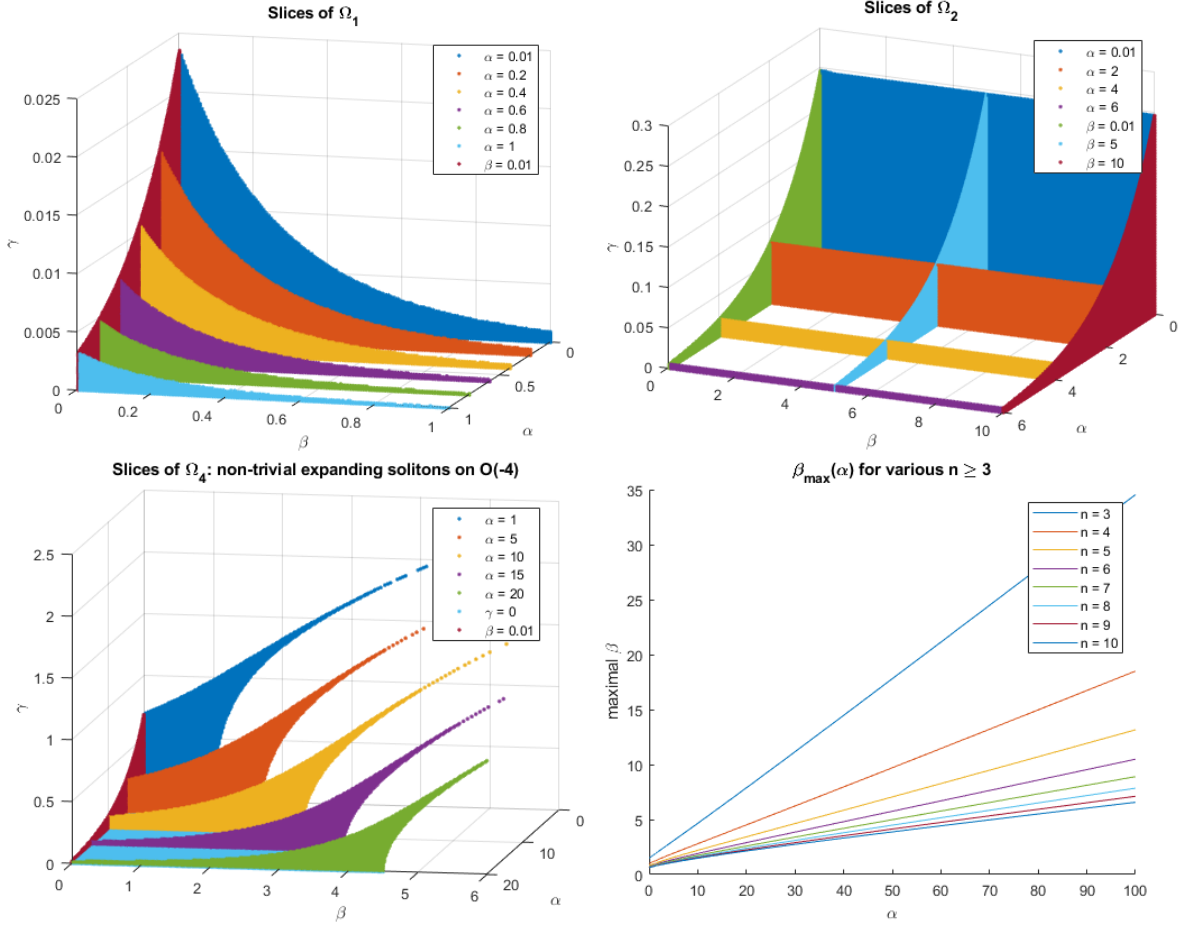 Slices of Ω₁
α = 0.01
α = 0.2
α = 0.4
α = 0.6
α = 0.8
α = 1
β = 0.01
0.025
0.02
0.015
0.01
0.005
0
γ
0
0.2
0.4
0.6
0.8
1
β
0
0.5
1
α
Slices of Ω₂
α = 0.01
α = 2
α = 4
α = 6
β = 0.01
β = 5
β = 10
0.3
0.25
0.2
0.15
0.1
0.05
0
γ
0
2
4
6
8
10
β
0
2
4
6
α
Slices of Ω₄: non-trivial expanding solitons on O(-4)
α = 1
α = 5
α = 10
α = 15
α = 20
γ = 0
β = 0.01
2.5
2
1.5
1
0.5
0
γ
0
1
2
3
4
5
6
β
0
10
20
α
βmax(α) for various n ≥ 3
n = 3
n = 4
n = 5
n = 6
n = 7
n = 8
n = 9
n = 10
35
30
25
20
15
10
5
0
maximal β
0 10 20 30 40 50 60 70 80 90 100
α